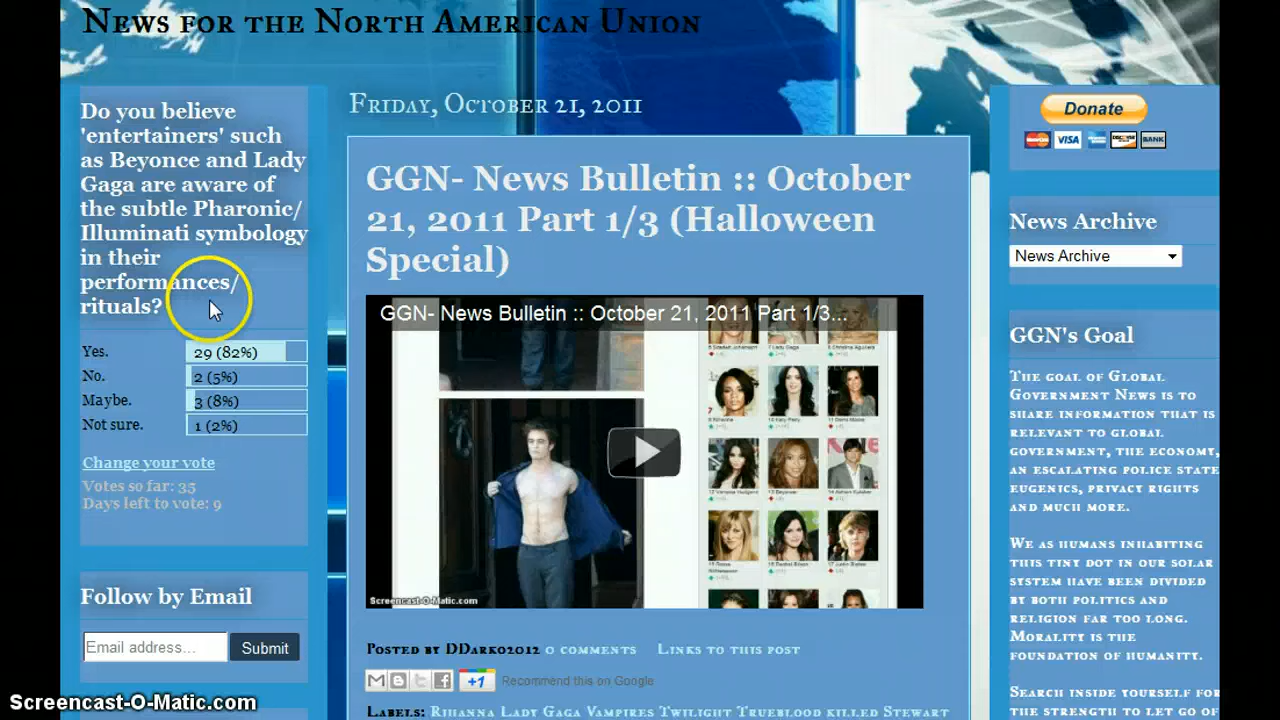 News for the North American Union
Do you believe
'entertainers' such
as Beyonce and Lady
Gaga are aware of
the subtle Pharonic/
Illuminati symbology
in their
performances/
rituals?
Yes. 29 (82%)
No. 2 (5%)
Maybe. 3 (8%)
Not sure. 1 (2%)
Change your vote
Votes so far: 35
Days left to vote: 9
Follow by Email
Email address...
Submit
Friday, October 21, 2011
GGN- News Bulletin :: October
21, 2011 Part 1/3 (Halloween
Special)
GGN- News Bulletin :: October 21, 2011 Part 1/3...
Screencast-O-Matic.com
Posted by DDark02012 0 comments Links to this post
+1 Recommend this on Google
Labels: Rihanna Lady Gaga Vampires Twilight Trueblood killed Stewart
Donate
VISA
BANK
News Archive
News Archive
GGN's Goal
The goal of Global
Government News is to
share information that is
relevant to global
government, the economy,
an escalating police state
eugenics, privacy rights
and much more.
We as humans inhabiting
this tiny dot in our solar
system have been divided
by both politics and
religion far too long.
Morality is the
foundation of humanity.
Search inside yourself for
the strength to let go of
Screencast-O-Matic.com